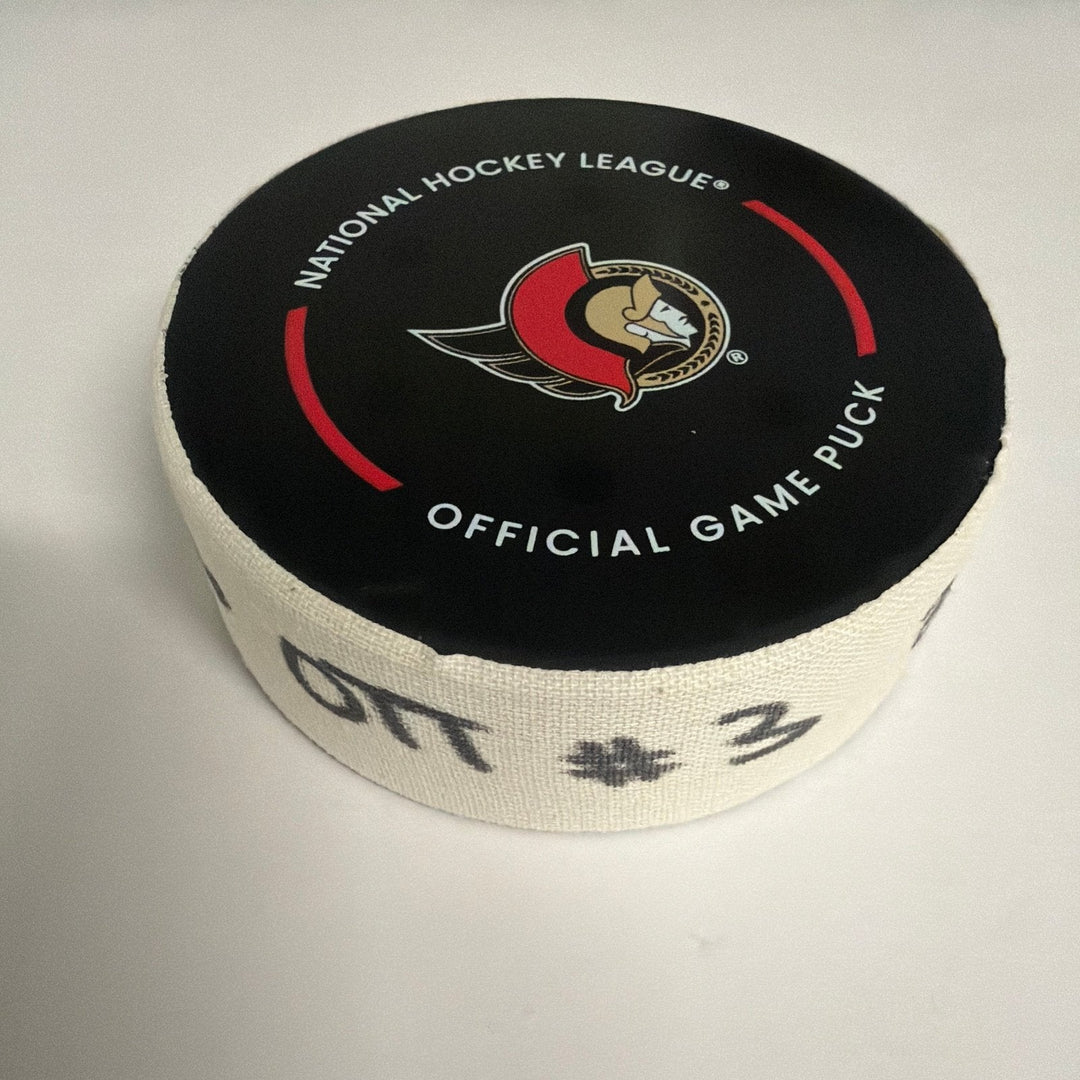 NATIONAL HOCKEY LEAGUE®
®
OFFICIAL GAME PUCK
OTT #3